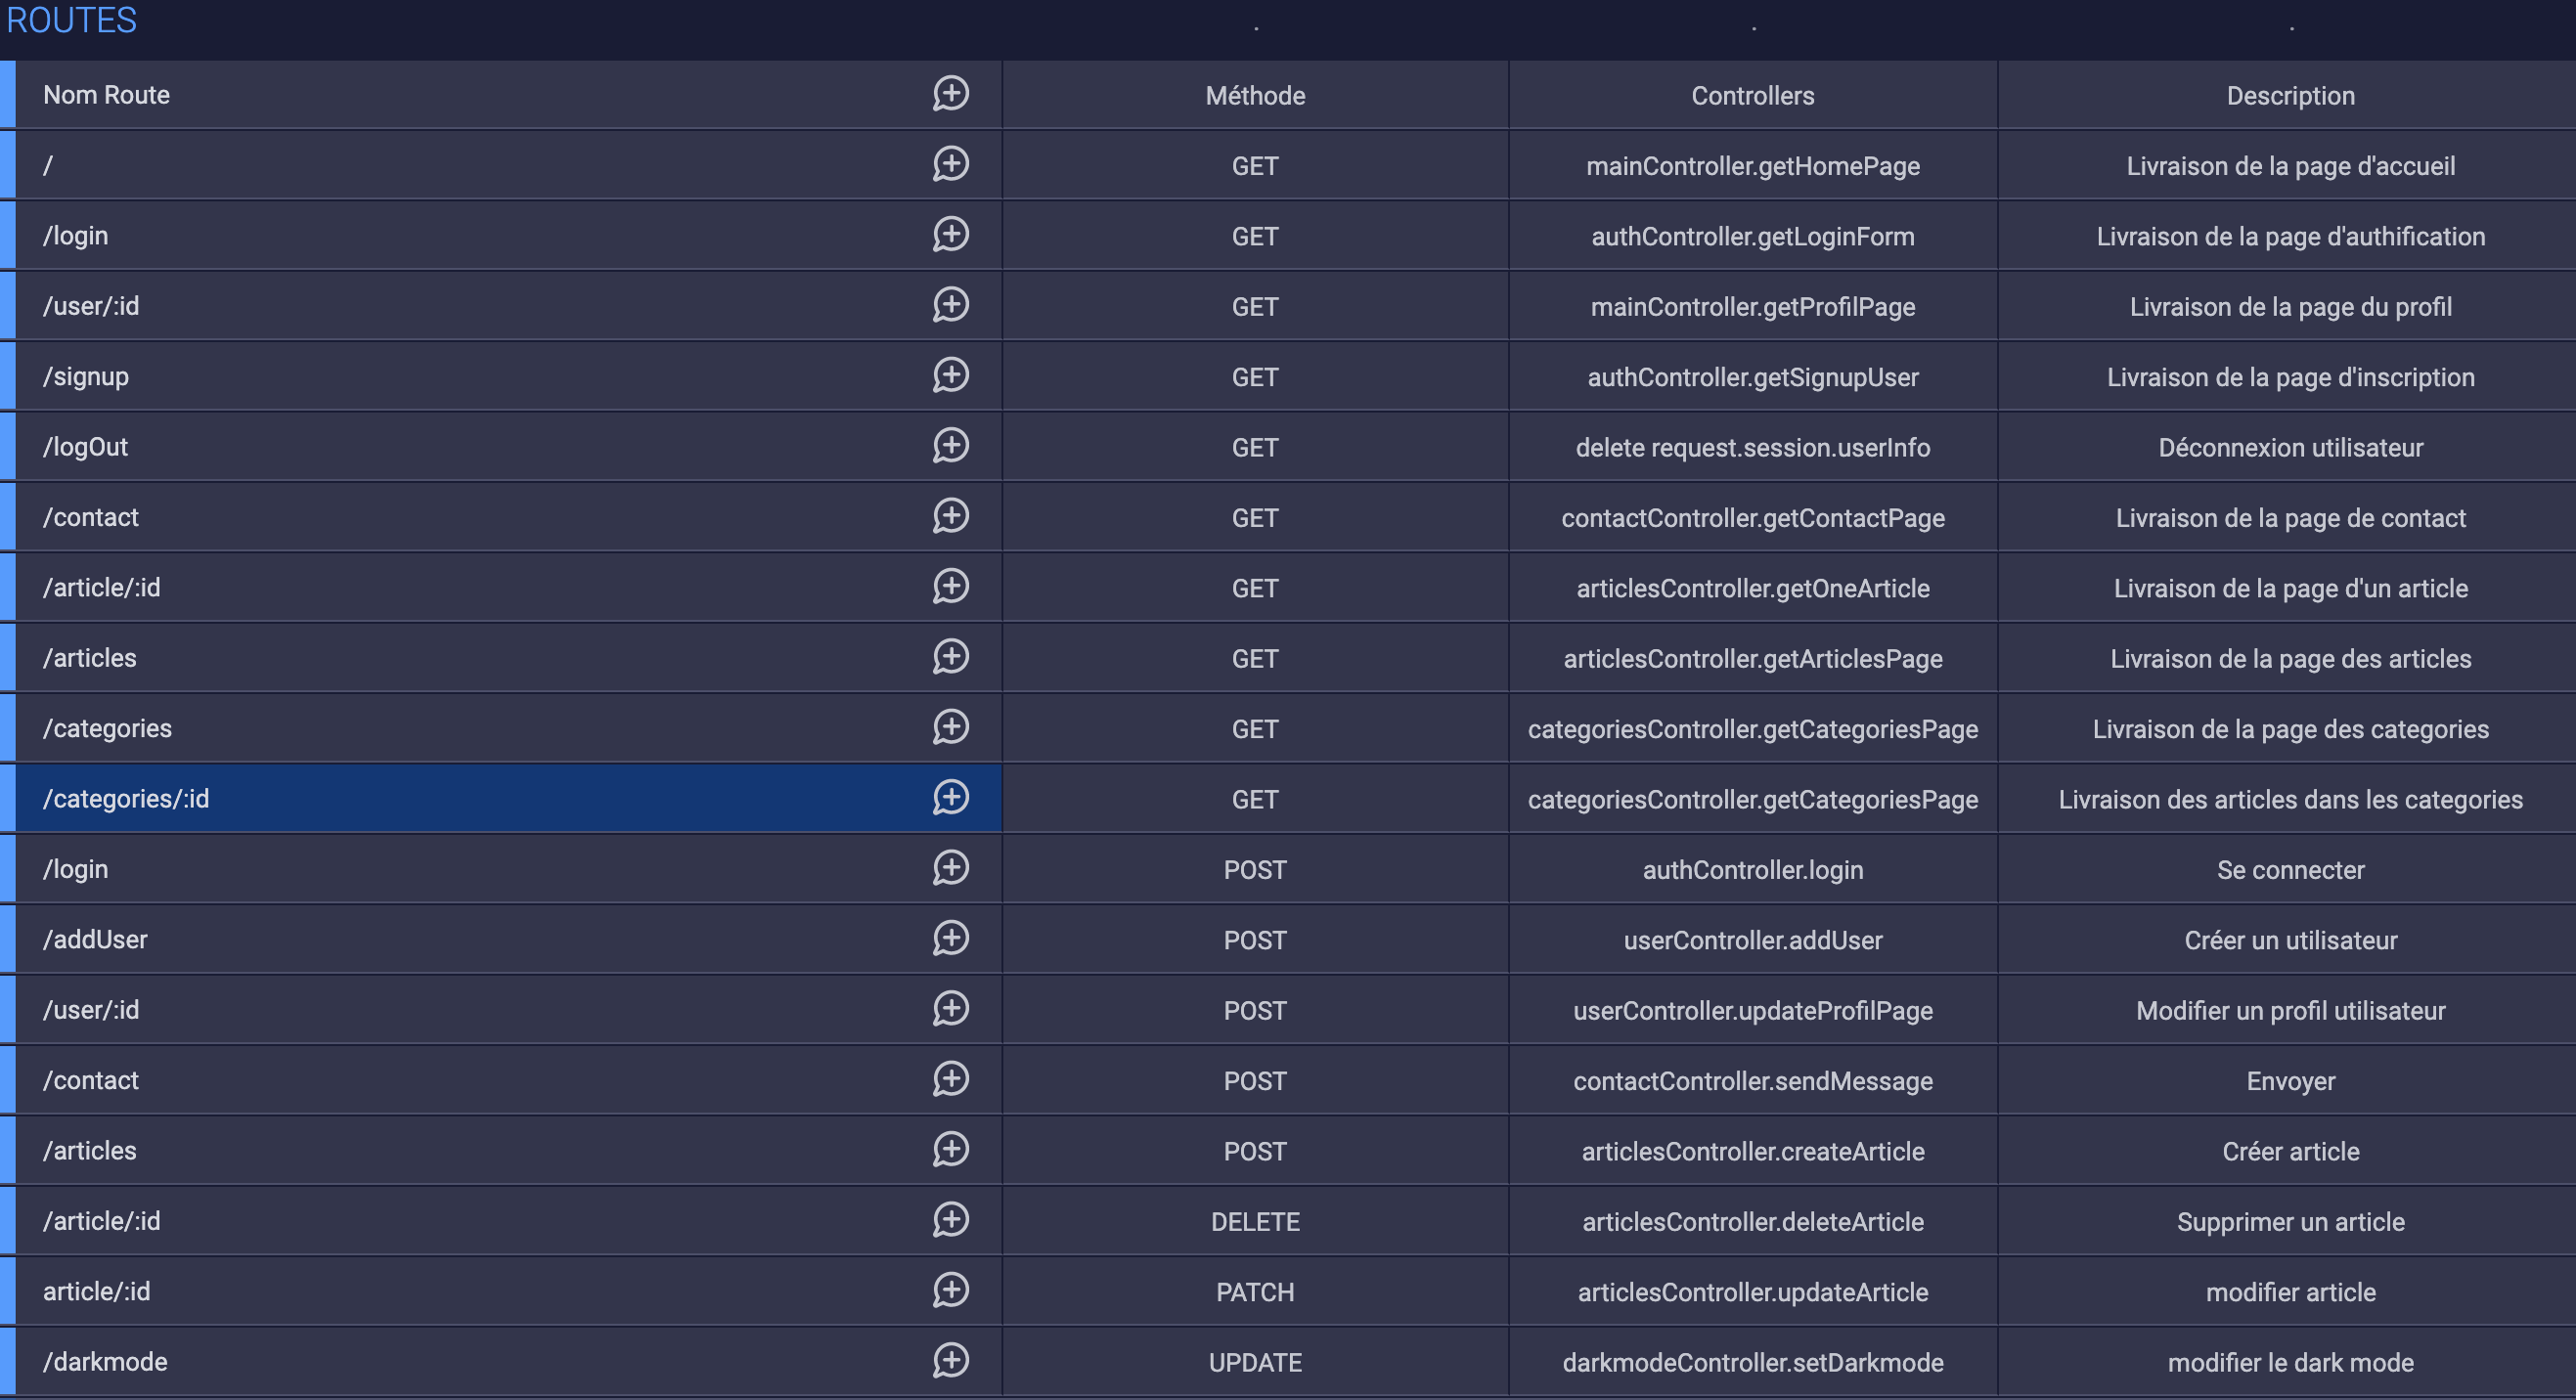 ROUTES
Nom Route Méthode Controllers Description
/ GET mainController.getHomePage Livraison de la page d'accueil
/login GET authController.getLoginForm Livraison de la page d'authification
/user/:id GET mainController.getProfilPage Livraison de la page du profil
/signup GET authController.getSignupUser Livraison de la page d'inscription
/logOut GET delete request.session.userInfo Déconnexion utilisateur
/contact GET contactController.getContactPage Livraison de la page de contact
/article/:id GET articlesController.getOneArticle Livraison de la page d'un article
/articles GET articlesController.getArticlesPage Livraison de la page des articles
/categories GET categoriesController.getCategoriesPage Livraison de la page des categories
/categories/:id GET categoriesController.getCategoriesPage Livraison des articles dans les categories
/login POST authController.login Se connecter
/addUser POST userController.addUser Créer un utilisateur
/user/:id POST userController.updateProfilPage Modifier un profil utilisateur
/contact POST contactController.sendMessage Envoyer
/articles POST articlesController.createArticle Créer article
/article/:id DELETE articlesController.deleteArticle Supprimer un article
article/:id PATCH articlesController.updateArticle modifier article
/darkmode UPDATE darkmodeController.setDarkmode modifier le dark mode